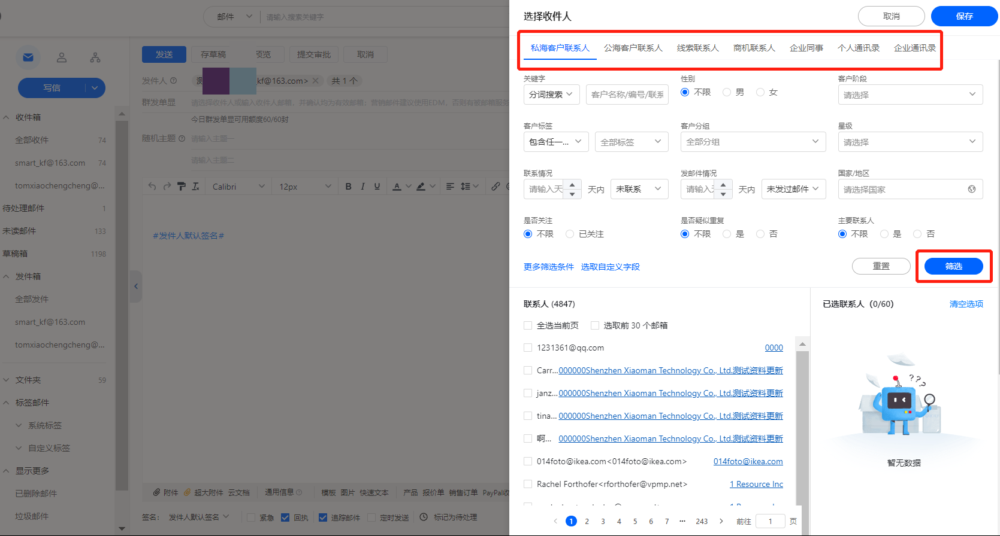 邮件 请输入搜索关键字
写信
收件箱
全部收件 74
smart_kf@163.com 74
tomxiaochengcheng@...
待处理邮件 1
未读邮件 133
草稿箱 1198
发件箱
全部发件
smart_kf@163.com
tomxiaochengcheng@...
文件夹 59
标签邮件
系统标签
自定义标签
显示更多
已删除邮件
垃圾邮件
发送 存草稿 预览 提交审批 取消
发件人 kf@163.com> 共 1 个
群发单显 请选择收件人或输入收件人邮箱，并确认均为有效邮箱；营销邮件建议使用EDM，否则有被邮箱服务
今日群发单显可用额度60/60封
随机主题 请输入主题一
请输入主题二
Calibri 12px B I U A
#发件人默认签名#
附件 超大附件 云文档 通用信息 模板 图片 快速文本 产品 报价单 销售订单 PayPal收
签名： 发件人默认签名 紧急 回执 追踪邮件 定时发送 标记为待处理
选择收件人 取消 保存
私海客户联系人 公海客户联系人 线索联系人 商机联系人 企业同事 个人通讯录 企业通讯录
关键字 性别 客户阶段
分词搜索 客户名称/编号/联系 不限 男 女 请选择
客户标签 客户分组 星级
包含任一... 全部标签 全部分组 请选择
联系情况 发邮件情况 国家/地区
请输入天 天内 未联系 请输入 天内 未发过邮件 请选择国家
是否关注 是否疑似重复 主要联系人
不限 已关注 不限 是 否 不限 是 否
更多筛选条件 选取自定义字段 重置 筛选
联系人 (4847)
全选当前页 选取前 30 个邮箱
1231361@qq.com 0000
Carr... 000000Shenzhen Xiaoman Technology Co., Ltd.测试资料更新
janz... 000000Shenzhen Xiaoman Technology Co., Ltd.测试资料更新
tina... 000000Shenzhen Xiaoman Technology Co., Ltd.测试资料更新
啊... 000000Shenzhen Xiaoman Technology Co., Ltd.测试资料更新
014foto@ikea.com<014foto@ikea.com> 014foto@ikea.com
Rachel Forthofer<rforthofer@vpmp.net> 1 Resource Inc
1 2 3 4 5 6 7 ... 243 前往 1 页
已选联系人（0/60） 清空选项
???
暂无数据